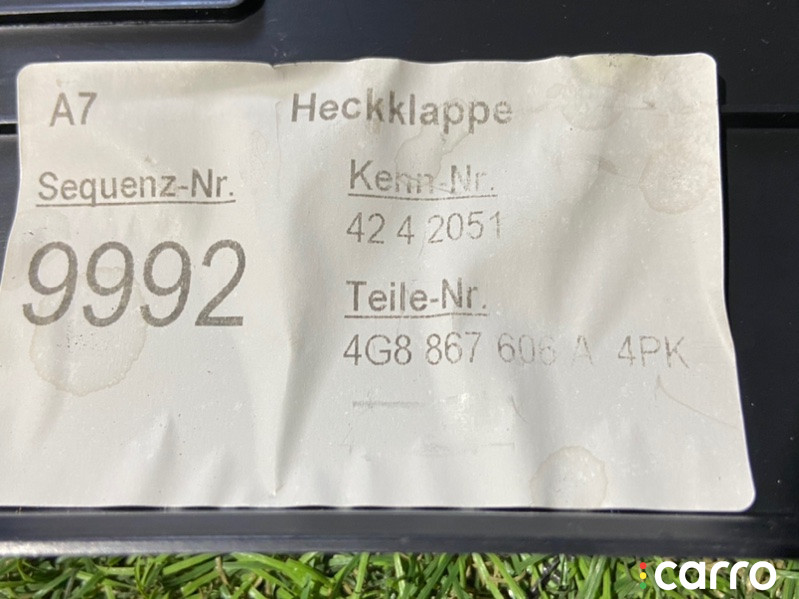 A7
Heckklappe
Sequenz-Nr.
9992
Kenn-Nr.
42 4 2051
Teile-Nr.
4G8 867 606 A 4PK
carro